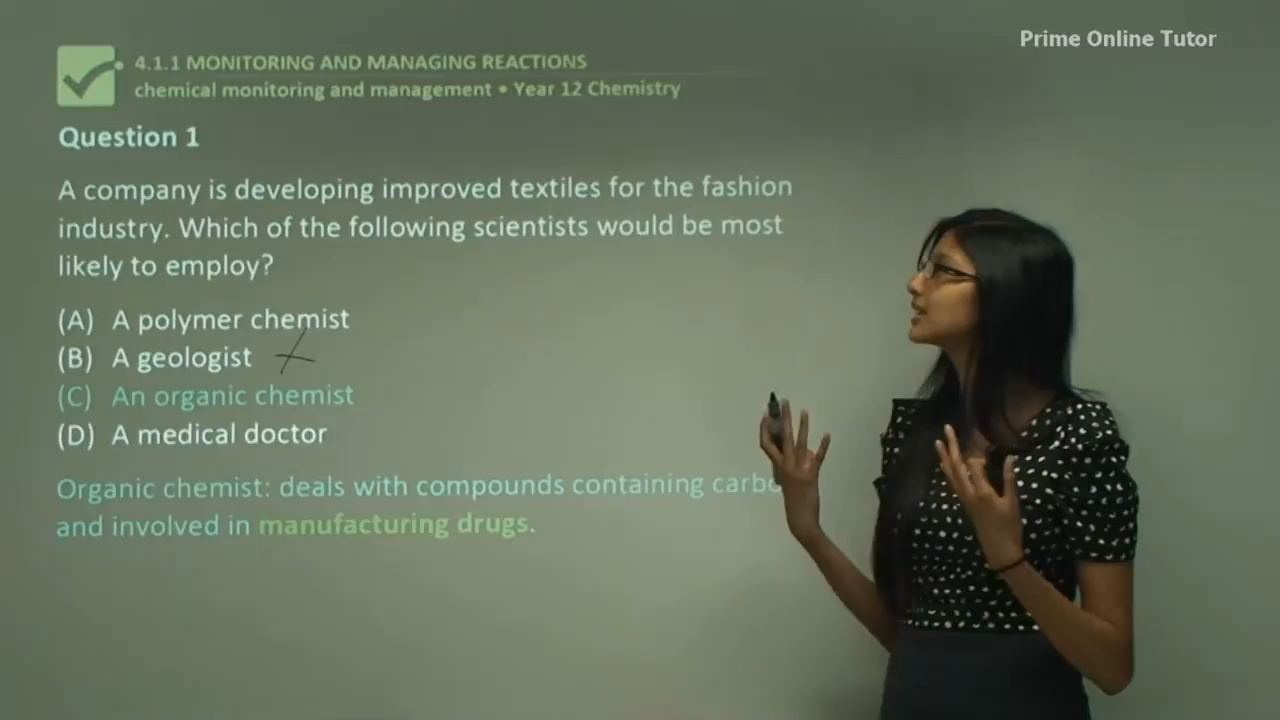 Prime Online Tutor
4.1.1 MONITORING AND MANAGING REACTIONS
chemical monitoring and management • Year 12 Chemistry
Question 1
A company is developing improved textiles for the fashion
industry. Which of the following scientists would be most
likely to employ?
(A) A polymer chemist
(B) A geologist
(C) An organic chemist
(D) A medical doctor
Organic chemist: deals with compounds containing carbo
and involved in manufacturing drugs.